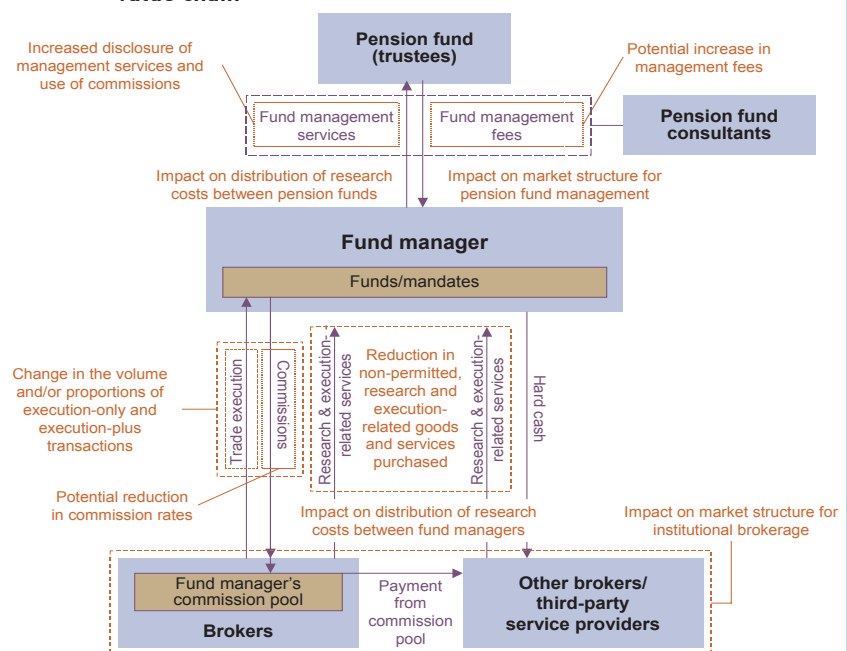 Increased disclosure of
management services and
use of commissions
Pension fund
(trustees)
Potential increase in
management fees
Fund management
services
Fund management
fees
Pension fund
consultants
Impact on distribution of research
costs between pension funds
Impact on market structure for
pension fund management
Fund manager
Funds/mandates
Change in the volume
and/or proportions of
execution-only and
execution-plus
transactions
Trade execution
Commissions
Research & execution-
related services
Reduction in
non-permitted,
research and
execution-
related goods
and services
purchased
Research & execution-
related services
Hard cash
Potential reduction
in commission rates
Impact on distribution of research
costs between fund managers
Impact on market structure for
institutional brokerage
Fund manager's
commission pool
Brokers
Payment
from
commission
pool
Other brokers/
third-party
service providers